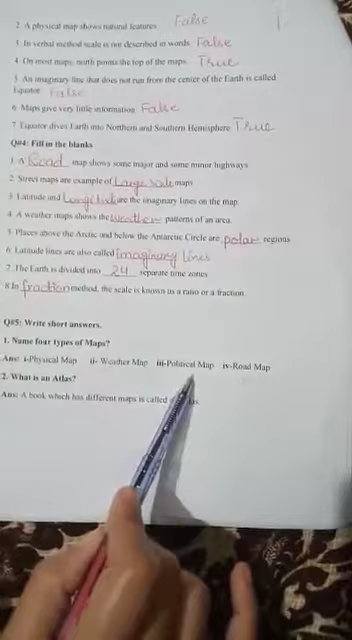 2. A physical map shows natural features. False
3. In verbal method scale is not described in words. False
4. On most maps, north points the top of the maps. True
5. An imaginary line that does not run from the center of the Earth is called
Equator. False
6. Maps give very little information. False
7. Equator dives Earth into Northern and Southern Hemisphere. True
Q#4: Fill in the blanks
1. A Road map shows some major and some minor highways.
2. Street maps are example of Large scale maps
3. Latitude and Longitude are the imaginary lines on the map.
4. A weather maps shows the weather patterns of an area.
5. Places above the Arctic and below the Antarctic Circle are polar regions
6. Latitude lines are also called imaginary lines
7. The Earth is divided into 24 separate time zones
8. In fraction method, the scale is known as a ratio or a fraction.
Q#5: Write short answers.
1. Name four types of Maps?
Ans: i-Physical Map ii- Weather Map iii-Political Map iv-Road Map
2. What is an Atlas?
Ans: A book which has different maps is called